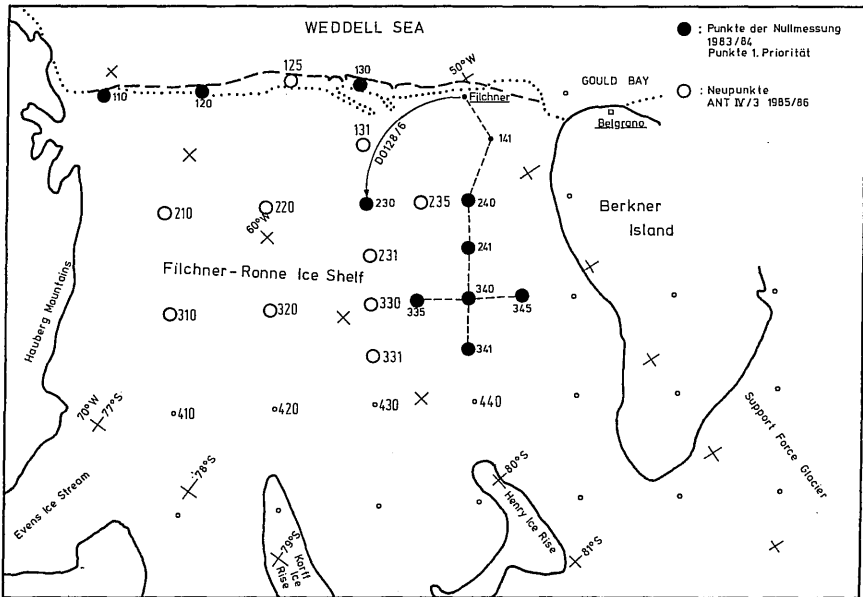 WEDDELL SEA
: Punkte der Nullmessung
1983/84
Punkte 1. Priorität
: Neupunkte
ANT IV/3 1985/86
50°W
GOULD BAY
Filchner
Belgrano
125
130
110
120
131
DO128/6
141
210
220
60°W
230
235
240
Berkner
Island
231
241
Filchner-Ronne Ice Shelf
Hauberg Mountains
310
320
330
335
340
345
331
341
70°W
77°S
410
420
430
440
Support Force Glacier
Evens Ice Stream
78°S
79°S
Korff
Ice
Rise
80°S
Henry Ice Rise
81°S